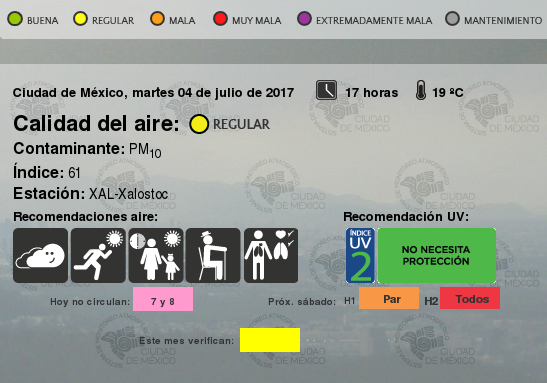 BUENA REGULAR MALA MUY MALA EXTREMADAMENTE MALA MANTENIMIENTO
Ciudad de México, martes 04 de julio de 2017 17 horas 19 ºC
Calidad del aire: REGULAR
Contaminante: PM10
Índice: 61
Estación: XAL-Xalostoc
Recomendaciones aire: Recomendación UV:
ÍNDICE
UV
2
NO NECESITA
PROTECCIÓN
Hoy no circulan: 7 y 8 Próx. sábado: H1 Par H2 Todos
Este mes verifican:
CIUDAD
DE MÉXICO